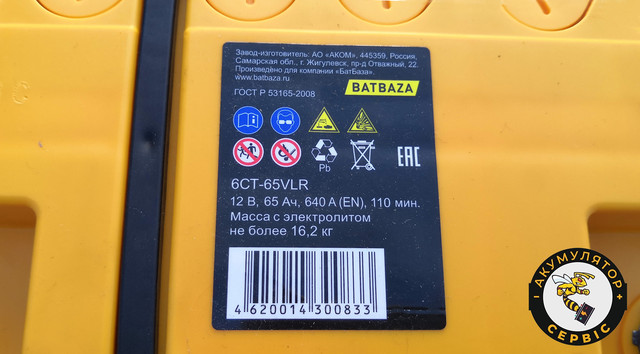 Завод-изготовитель: АО «АКОМ», 445359, Россия,
Самарская обл., г. Жигулевск, пр-д Отважный, 22.
Произведено для компании «БатБаза».
www.batbaza.ru
ГОСТ Р 53165-2008
BATBAZA
Pb
EAC
6СТ-65VLR
12 В, 65 Ач, 640 А (EN), 110 мин.
Масса с электролитом
не более 16,2 кг
4 620014 300833
АКУМУЛЯТОР
СЕРВІС